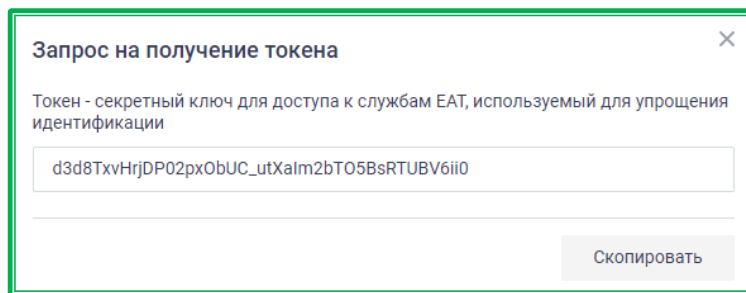 Запрос на получение токена
Токен - секретный ключ для доступа к службам ЕАТ, используемый для упрощения
идентификации
d3d8TxvHrjDP02pxObUC_utXaIm2bTO5BsRTUBV6ii0
Скопировать